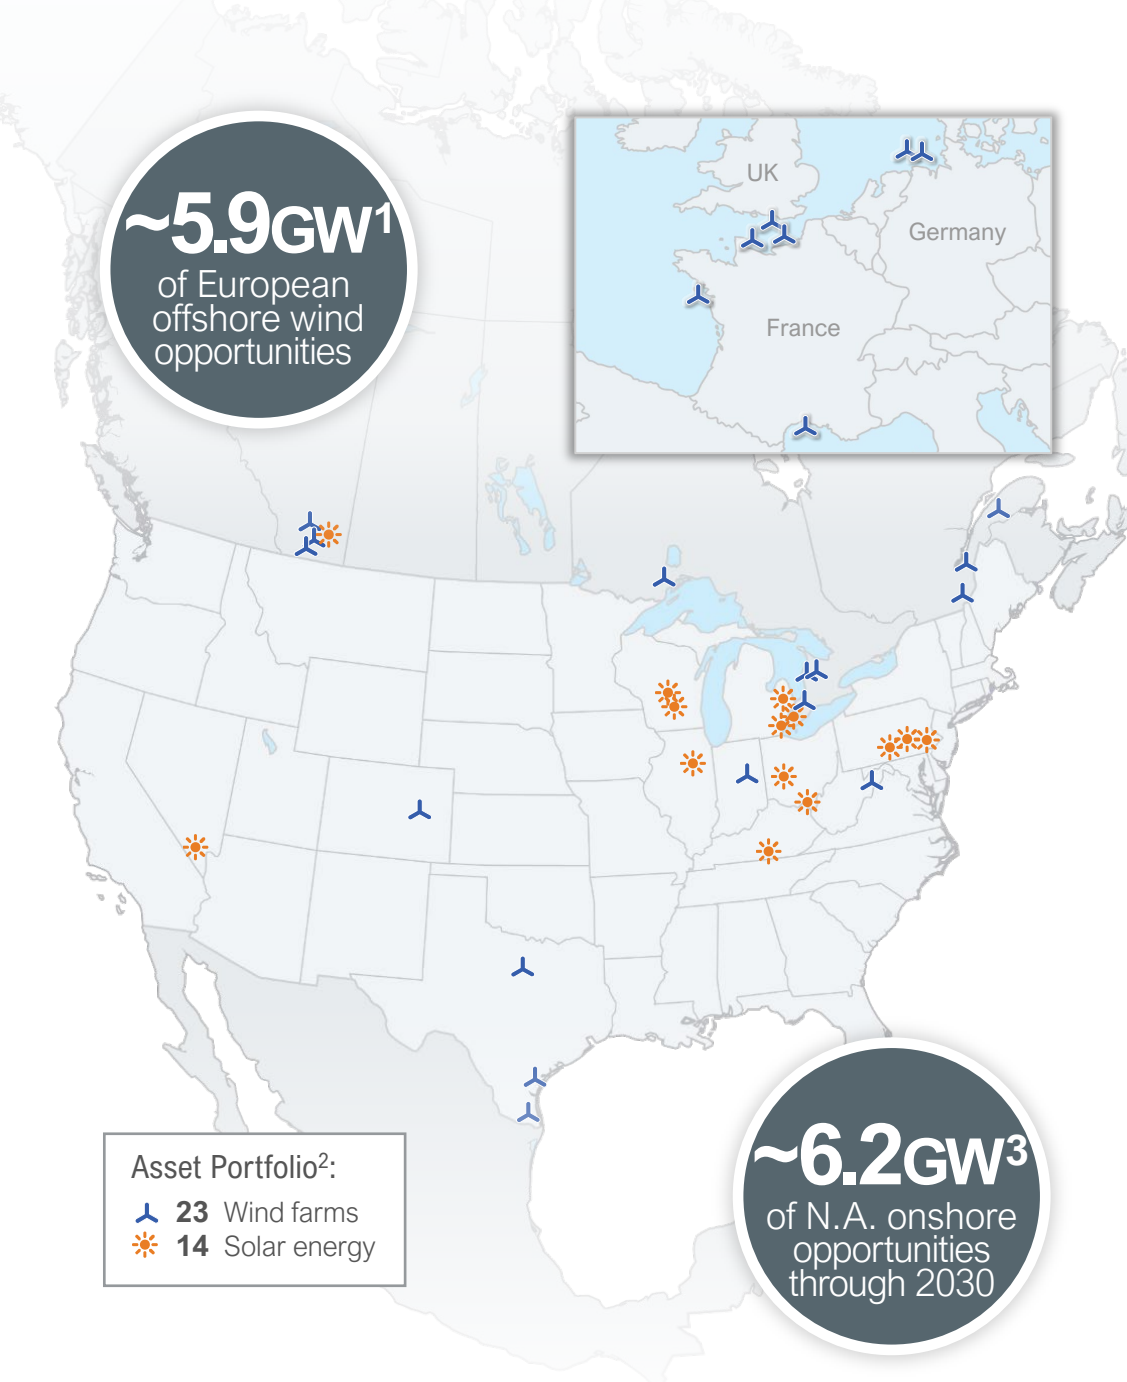 ~5.9GW¹
of European
offshore wind
opportunities
UK
Germany
France
Asset Portfolio²:
23 Wind farms
14 Solar energy
~6.2GW³
of N.A. onshore
opportunities
through 2030